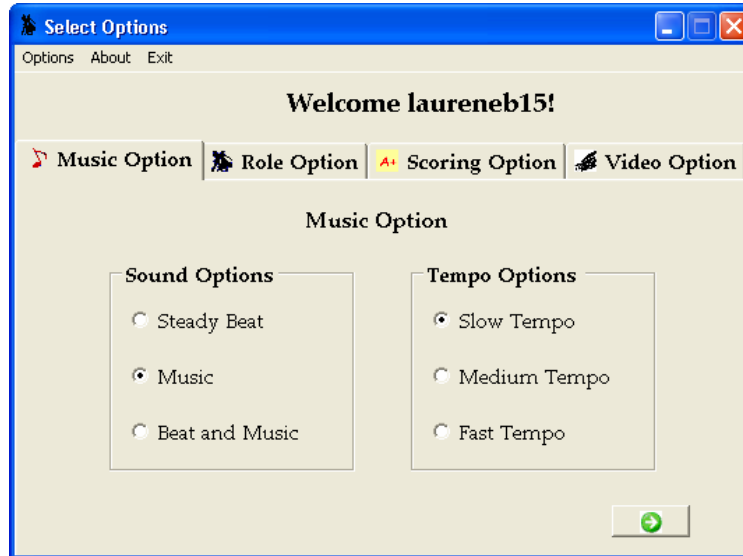 Select Options
Options About Exit
Welcome laureneb15!
Music Option Role Option A+ Scoring Option Video Option
Music Option
Sound Options Tempo Options
Steady Beat Slow Tempo
Music Medium Tempo
Beat and Music Fast Tempo